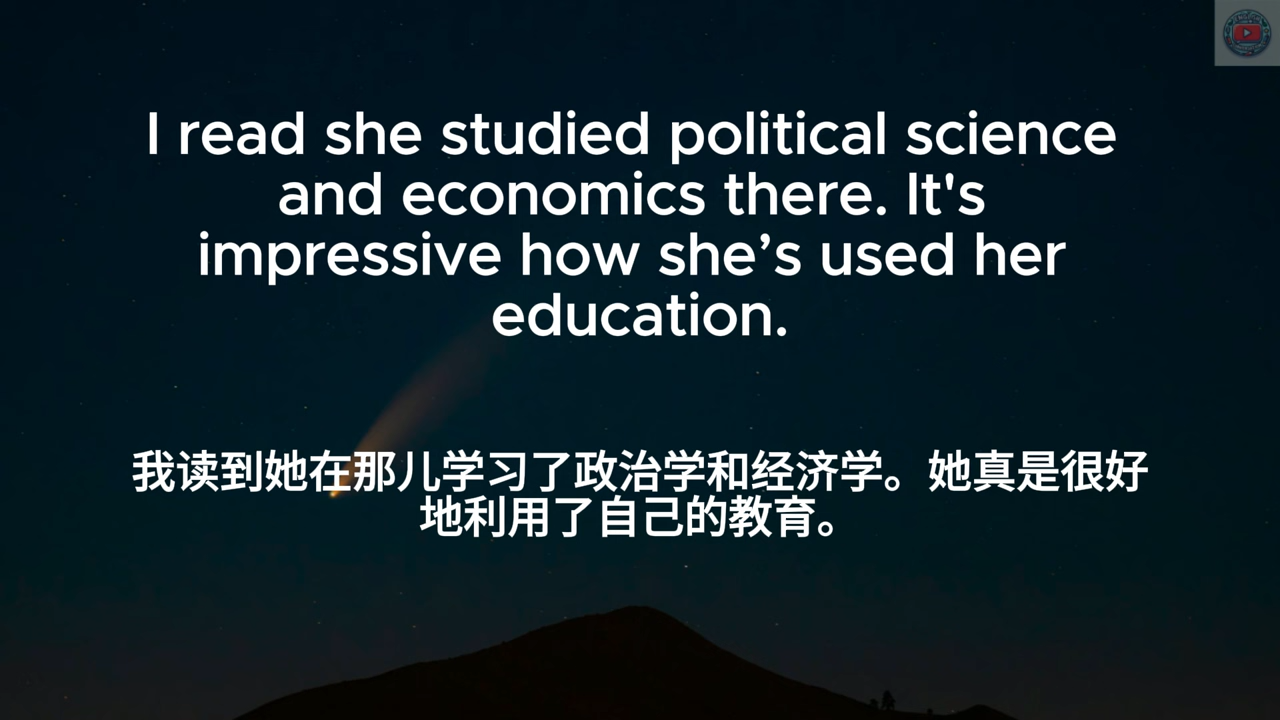 I read she studied political science
and economics there. It's
impressive how she’s used her
education.
我读到她在那儿学习了政治学和经济学。她真是很好
地利用了自己的教育。